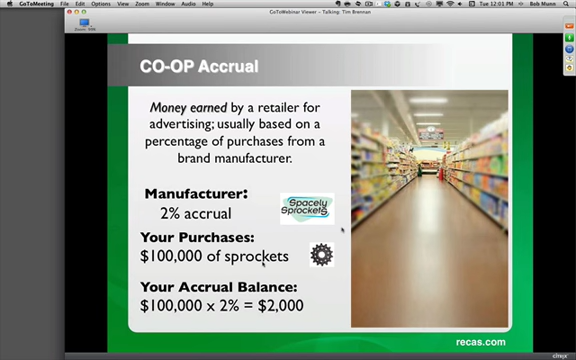 GoToMeeting File Edit Options View Zoom Window Audio Help
Tue 12:01 PM Bob Munn
GoToWebinar Viewer - Talking: Tim Brennan
CO-OP Accrual
Money earned by a retailer for
advertising; usually based on a
percentage of purchases from a
brand manufacturer.
Manufacturer:
2% accrual
Spacely
Sprockets
Your Purchases:
$100,000 of sprockets
Your Accrual Balance:
$100,000 x 2% = $2,000
recas.com